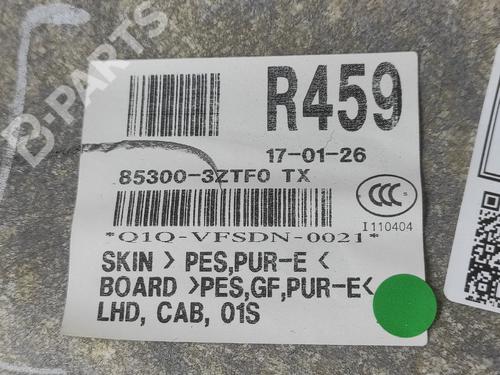 B-PARTS
R459
17-01-26
85300-3ZTF0 TX
CCC
I110404
*Q1Q-VFSDN-0021*
SKIN > PES,PUR-E <
BOARD >PES,GF,PUR-E<
LHD, CAB, 01S